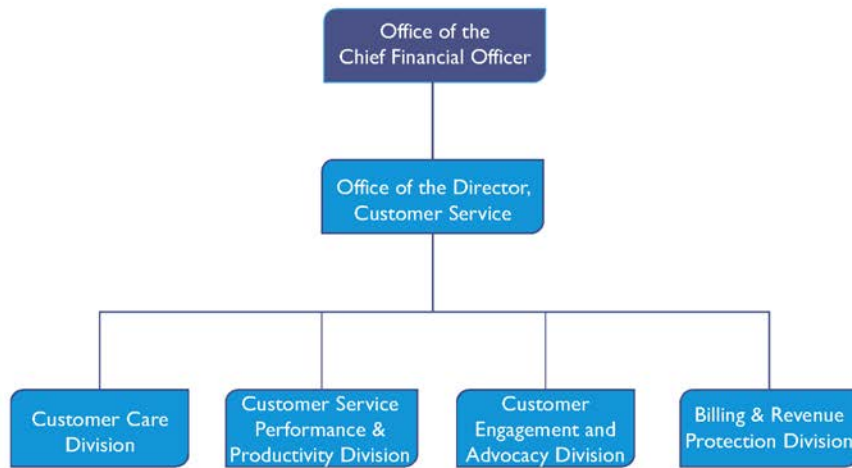 Office of the
Chief Financial Officer
Office of the Director,
Customer Service
Customer Care
Division
Customer Service
Performance &
Productivity Division
Customer
Engagement and
Advocacy Division
Billing & Revenue
Protection Division